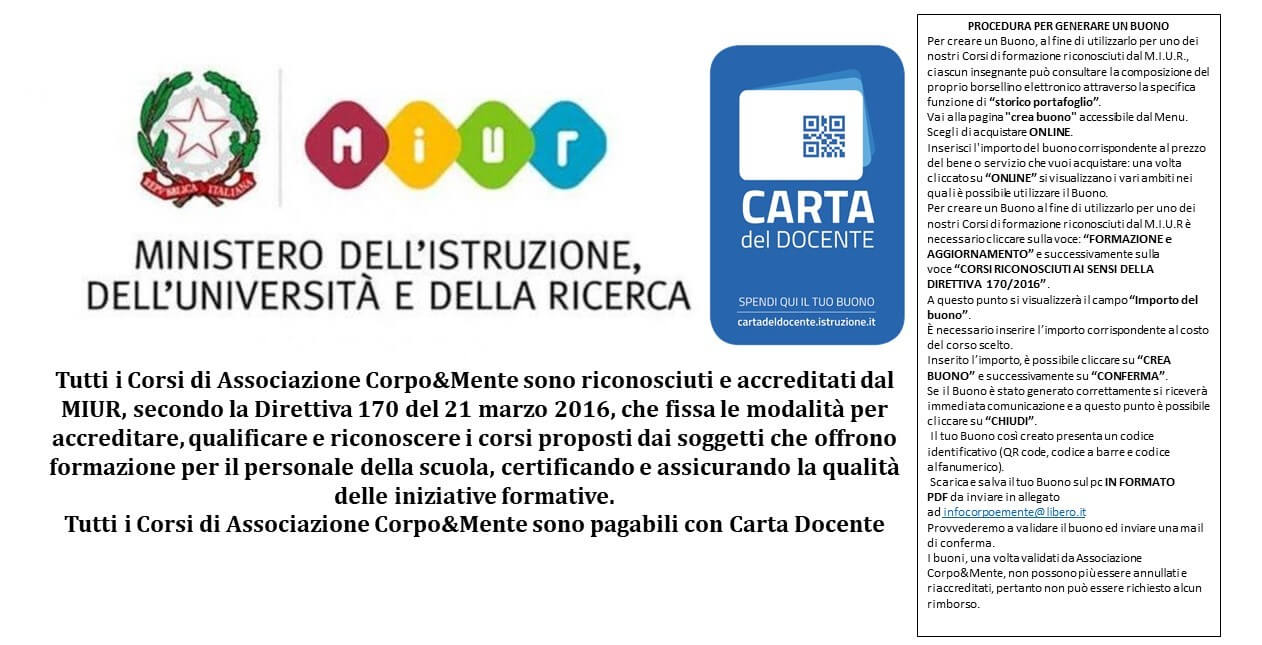 REPVBBLICA ITALIANA
MIUR
MINISTERO DELL'ISTRUZIONE,
DELL'UNIVERSITÀ E DELLA RICERCA
CARTA
del DOCENTE
SPENDI QUI IL TUO BUONO
cartadeldocente.istruzione.it
Tutti i Corsi di Associazione Corpo&Mente sono riconosciuti e accreditati dal
MIUR, secondo la Direttiva 170 del 21 marzo 2016, che fissa le modalità per
accreditare, qualificare e riconoscere i corsi proposti dai soggetti che offrono
formazione per il personale della scuola, certificando e assicurando la qualità
delle iniziative formative.
Tutti i Corsi di Associazione Corpo&Mente sono pagabili con Carta Docente
PROCEDURA PER GENERARE UN BUONO
Per creare un Buono, al fine di utilizzarlo per uno dei
nostri Corsi di formazione riconosciuti dal M.I.U.R.,
ciascun insegnante può consultare la composizione del
proprio borsellino elettronico attraverso la specifica
funzione di “storico portafoglio”.
Vai alla pagina "crea buono" accessibile dal Menu.
Scegli di acquistare ONLINE.
Inserisci l'importo del buono corrispondente al prezzo
del bene o servizio che vuoi acquistare: una volta
cliccato su “ONLINE” si visualizzano i vari ambiti nei
quali è possibile utilizzare il Buono.
Per creare un Buono al fine di utilizzarlo per uno dei
nostri Corsi di formazione riconosciuti dal M.I.U.R è
necessario cliccare sulla voce: “FORMAZIONE e
AGGIORNAMENTO” e successivamente sulla
voce “CORSI RICONOSCIUTI AI SENSI DELLA
DIRETTIVA 170/2016”.
A questo punto si visualizzerà il campo “Importo del
buono”.
È necessario inserire l’importo corrispondente al costo
del corso scelto.
Inserito l’importo, è possibile cliccare su “CREA
BUONO” e successivamente su “CONFERMA”.
Se il Buono è stato generato correttamente si riceverà
immediata comunicazione e a questo punto è possibile
cliccare su “CHIUDI”.
Il tuo Buono così creato presenta un codice
identificativo (QR code, codice a barre e codice
alfanumerico).
Scarica e salva il tuo Buono sul pc IN FORMATO
PDF da inviare in allegato
ad infocorpoemente@libero.it
Provvederemo a validare il buono ed inviare una mail
di conferma.
I buoni, una volta validati da Associazione
Corpo&Mente, non possono più essere annullati e
riaccreditati, pertanto non può essere richiesto alcun
rimborso.